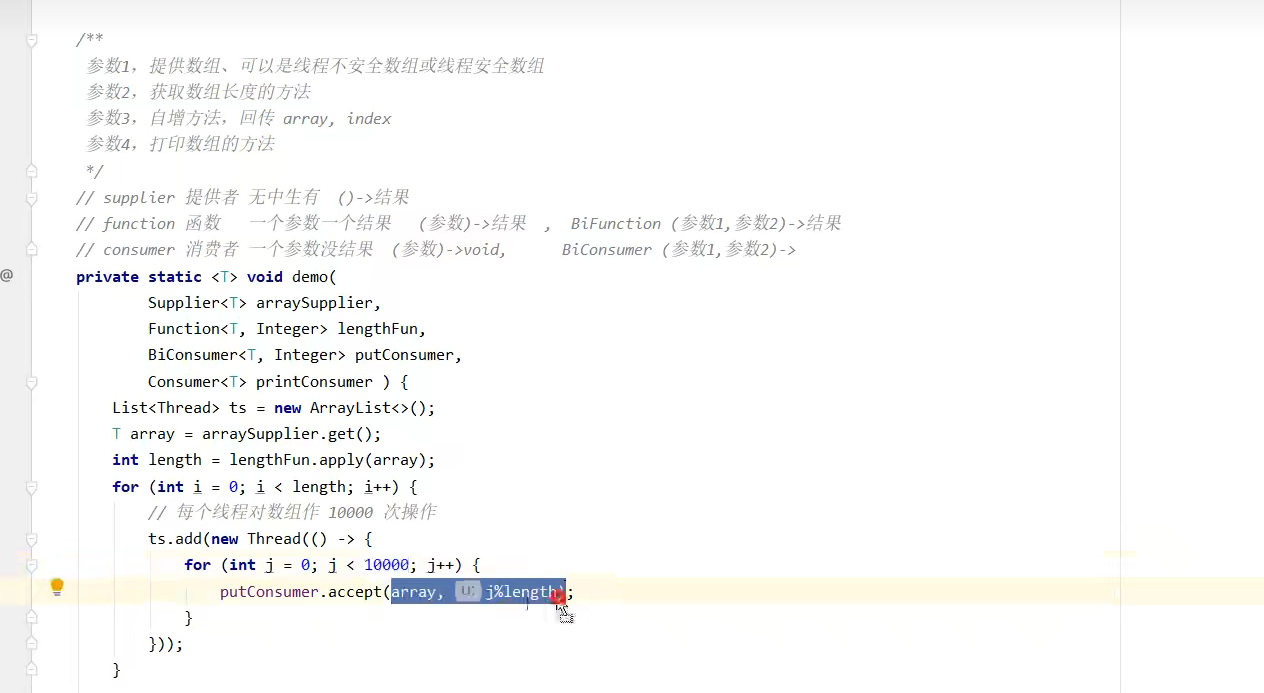 /**
参数1，提供数组、可以是线程不安全数组或线程安全数组
参数2，获取数组长度的方法
参数3，自增方法，回传 array, index
参数4，打印数组的方法
*/
// supplier 提供者 无中生有 ()->结果
// function 函数 一个参数一个结果 (参数)->结果 , BiFunction (参数1,参数2)->结果
// consumer 消费者 一个参数没结果 (参数)->void, BiConsumer (参数1,参数2)->
@ private static <T> void demo(
Supplier<T> arraySupplier,
Function<T, Integer> lengthFun,
BiConsumer<T, Integer> putConsumer,
Consumer<T> printConsumer ) {
List<Thread> ts = new ArrayList<>();
T array = arraySupplier.get();
int length = lengthFun.apply(array);
for (int i = 0; i < length; i++) {
// 每个线程对数组作 10000 次操作
ts.add(new Thread(() -> {
for (int j = 0; j < 10000; j++) {
putConsumer.accept(array, U: j%length);
}
}));
}